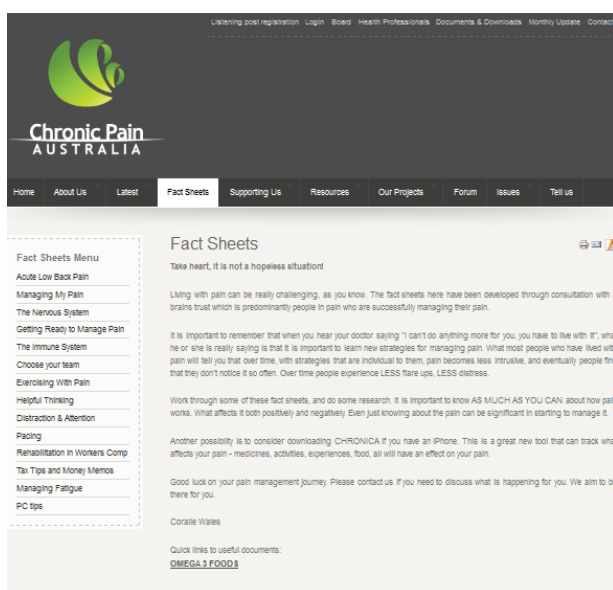 Listening post registration Login Board Health Professionals Documents & Downloads Monthly Update Contac
Chronic Pain
AUSTRALIA
Home About Us Latest Fact Sheets Supporting Us Resources Our Projects Forum Issues Tell us
Fact Sheets Menu
Acute Low Back Pain
Managing My Pain
The Nervous System
Getting Ready to Manage Pain
The Immune System
Choose your team
Exercising With Pain
Helpful Thinking
Distraction & Attention
Pacing
Rehabilitation in Workers Comp
Tax Tips and Money Memos
Managing Fatigue
PC tips
Fact Sheets
Take heart, it is not a hopeless situation!
Living with pain can be really challenging, as you know. The fact sheets here have been developed through consultation with
brains trust which is predominantly people in pain who are successfully managing their pain.
It is important to remember that when you hear your doctor saying "I can't do anything more for you, you have to live with it", wha
he or she is really saying is that it is important to learn new strategies for managing pain. What most people who have lived wit
pain will tell you that over time, with strategies that are individual to them, pain becomes less intrusive, and eventually people fin
that they don't notice it so often. Over time people experience LESS flare ups, LESS distress.
Work through some of these fact sheets, and do some research. It is important to know AS MUCH AS YOU CAN about how pai
works. What affects it both positively and negatively. Even just knowing about the pain can be significant in starting to manage it.
Another possibility is to consider downloading CHRONICA if you have an iPhone. This is a great new tool that can track wha
affects your pain - medicines, activities, experiences, food, all will have an effect on your pain.
Good luck on your pain management journey. Please contact us if you need to discuss what is happening for you. We aim to b
there for you.
Coralie Wales
Quick links to useful documents:
OMEGA 3 FOODS